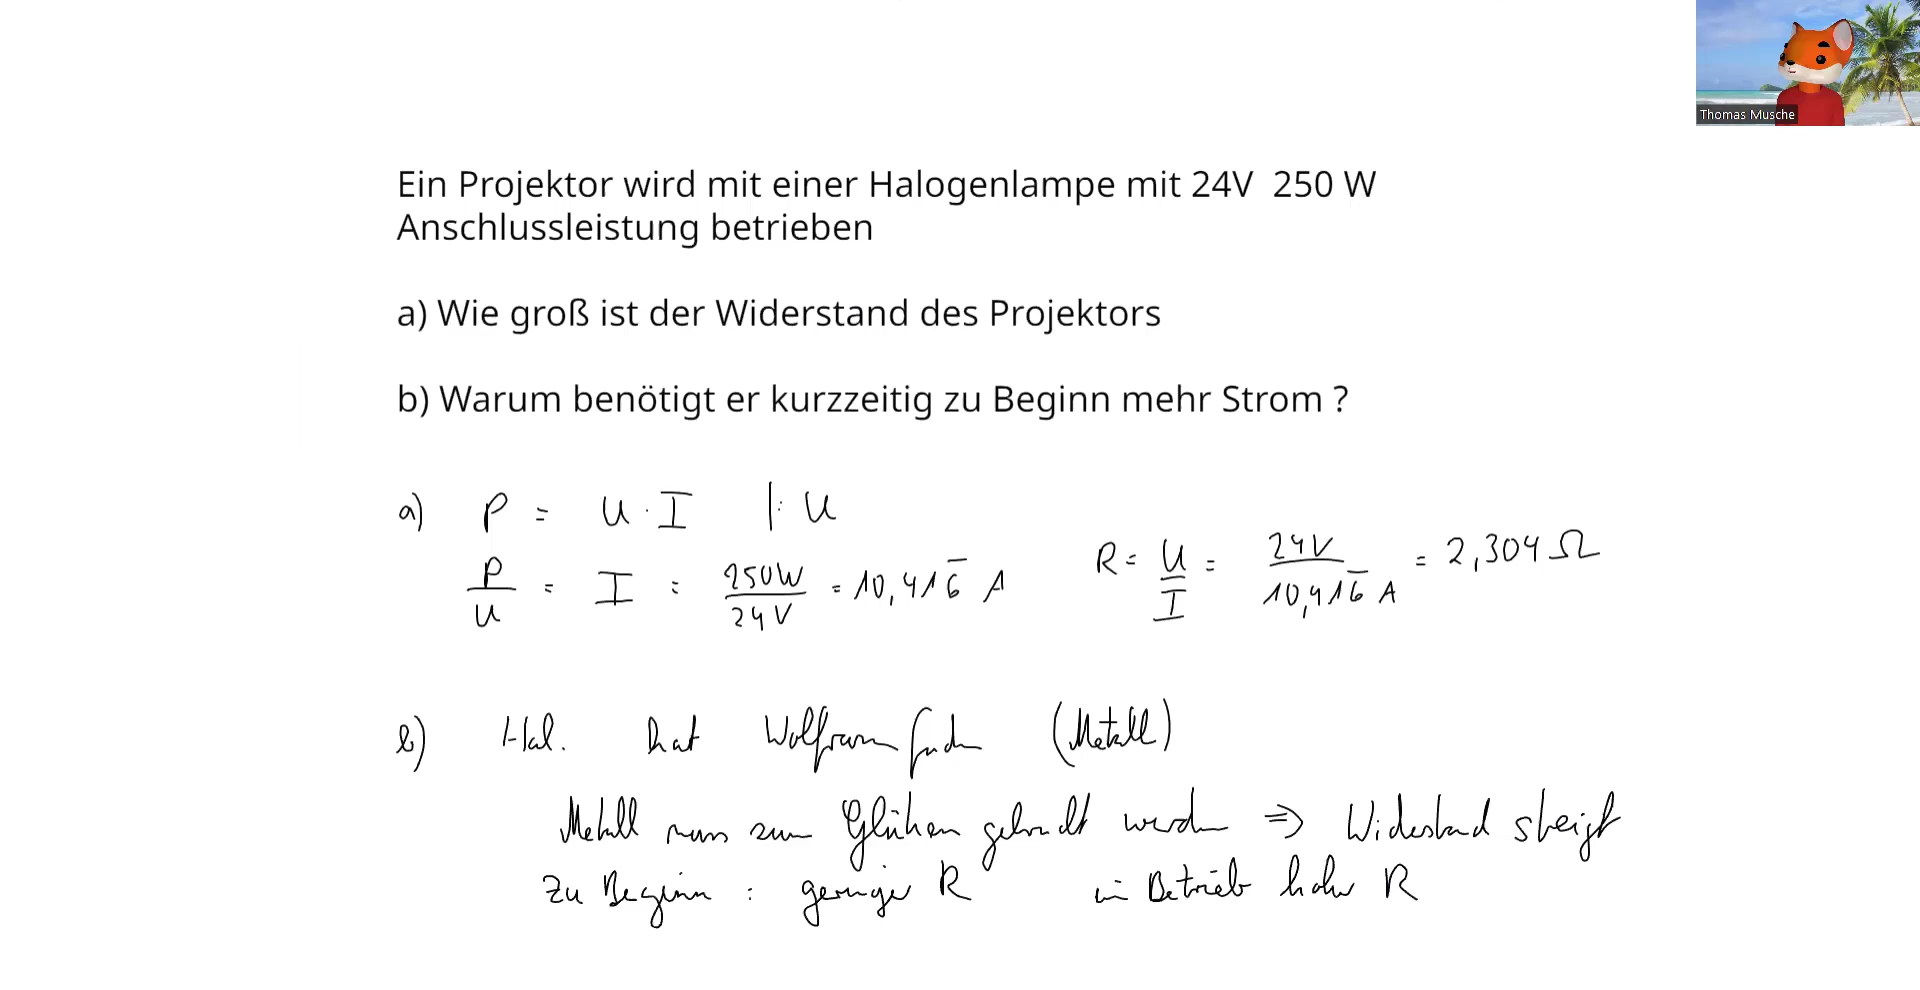 Thomas Musche
Ein Projektor wird mit einer Halogenlampe mit 24V 250 W
Anschlussleistung betrieben
a) Wie groß ist der Widerstand des Projektors
b) Warum benötigt er kurzzeitig zu Beginn mehr Strom ?
a) P = U · I |: U
P/U = I = 250W/24V = 10,416̅ A
R = U/I = 24V/10,416̅ A = 2,304 Ω
b) Hal. hat Wolframfaden (Metall)
Metall muss zum Glühen gebracht werden ⇒ Widerstand steigt
Zu Beginn : geringer R in Betrieb hoher R